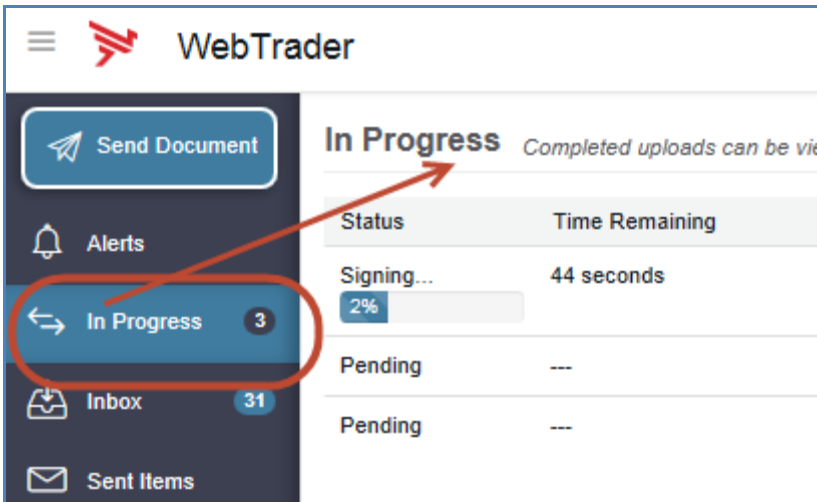 WebTrader
Send Document
Alerts
In Progress 3
Inbox 31
Sent Items
In Progress Completed uploads can be
Status Time Remaining
Signing... 44 seconds
2%
Pending ---
Pending ---